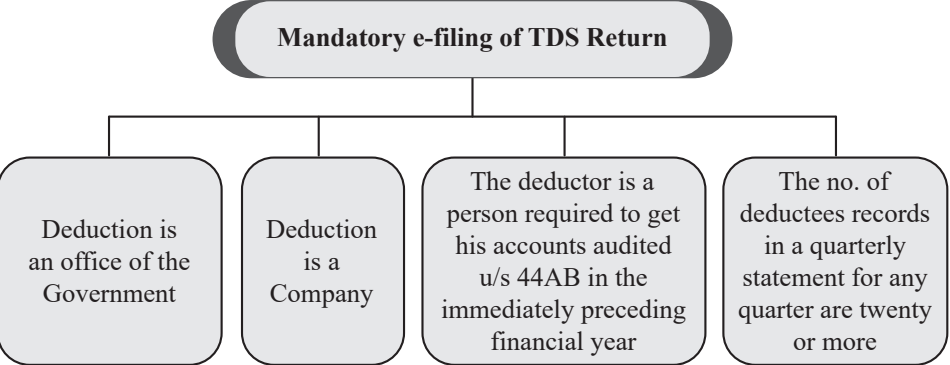 Mandatory e-filing of TDS Return
Deduction is
an office of the
Government
Deduction
is a
Company
The deductor is a
person required to get
his accounts audited
u/s 44AB in the
immediately preceding
financial year
The no. of
deductees records
in a quarterly
statement for any
quarter are twenty
or more